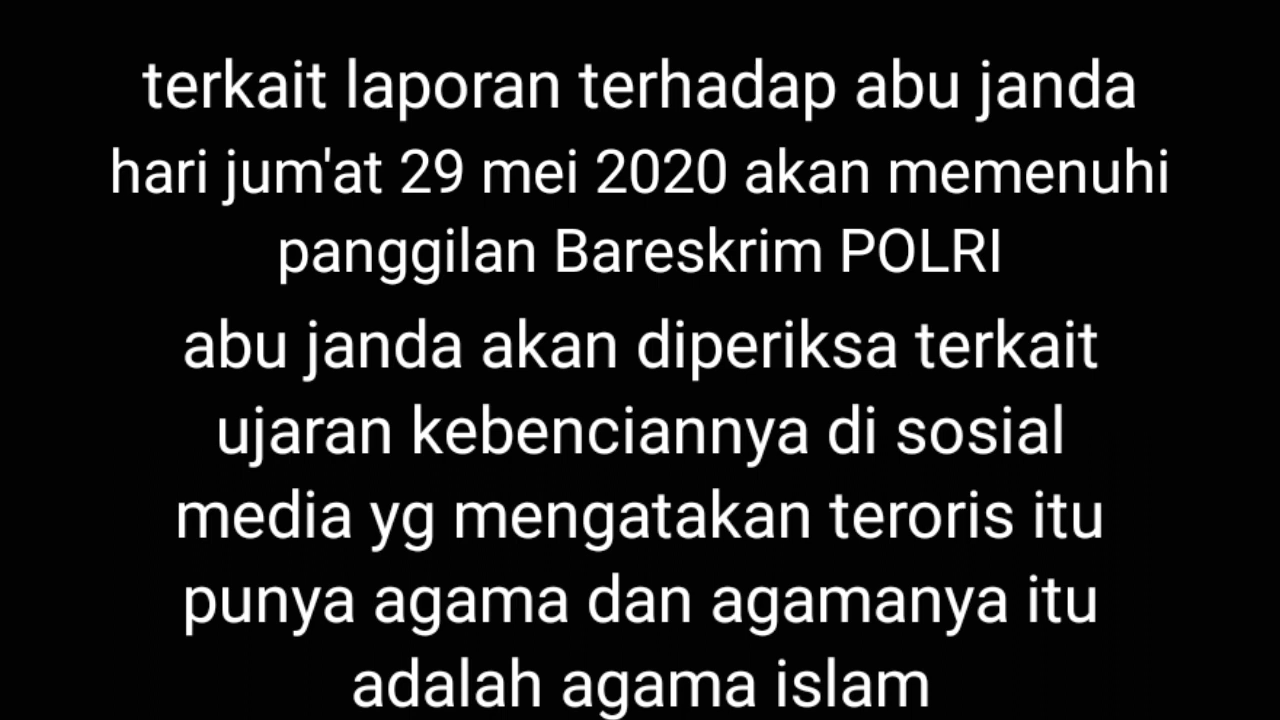 terkait laporan terhadap abu janda
hari jum'at 29 mei 2020 akan memenuhi
panggilan Bareskrim POLRI
abu janda akan diperiksa terkait
ujaran kebenciannya di sosial
media yg mengatakan teroris itu
punya agama dan agamanya itu
adalah agama islam